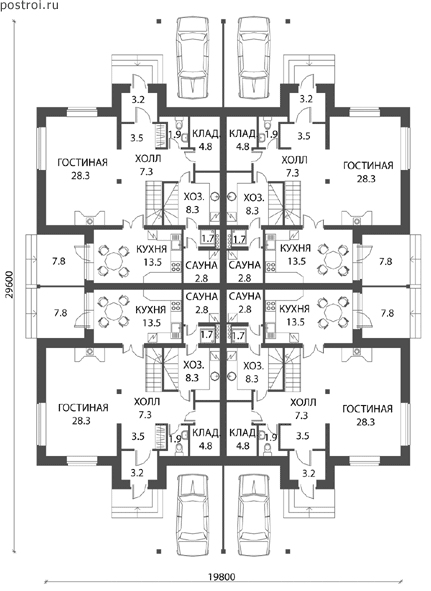 postroi.ru
3.2 3.2
3.5 1.9 КЛАД. 4.8 КЛАД. 4.8 1.9 3.5
ГОСТИНАЯ 28.3 ХОЛЛ 7.3 ХОЛЛ 7.3 ГОСТИНАЯ 28.3
ХОЗ. 8.3 ХОЗ. 8.3
1.7 1.7
7.8 КУХНЯ 13.5 САУНА 2.8 САУНА 2.8 КУХНЯ 13.5 7.8
29600
7.8 КУХНЯ 13.5 САУНА 2.8 САУНА 2.8 КУХНЯ 13.5 7.8
1.7 1.7
ХОЗ. 8.3 ХОЗ. 8.3
ГОСТИНАЯ 28.3 ХОЛЛ 7.3 ХОЛЛ 7.3 ГОСТИНАЯ 28.3
3.5 1.9 КЛАД. 4.8 КЛАД. 4.8 1.9 3.5
3.2 3.2
19800